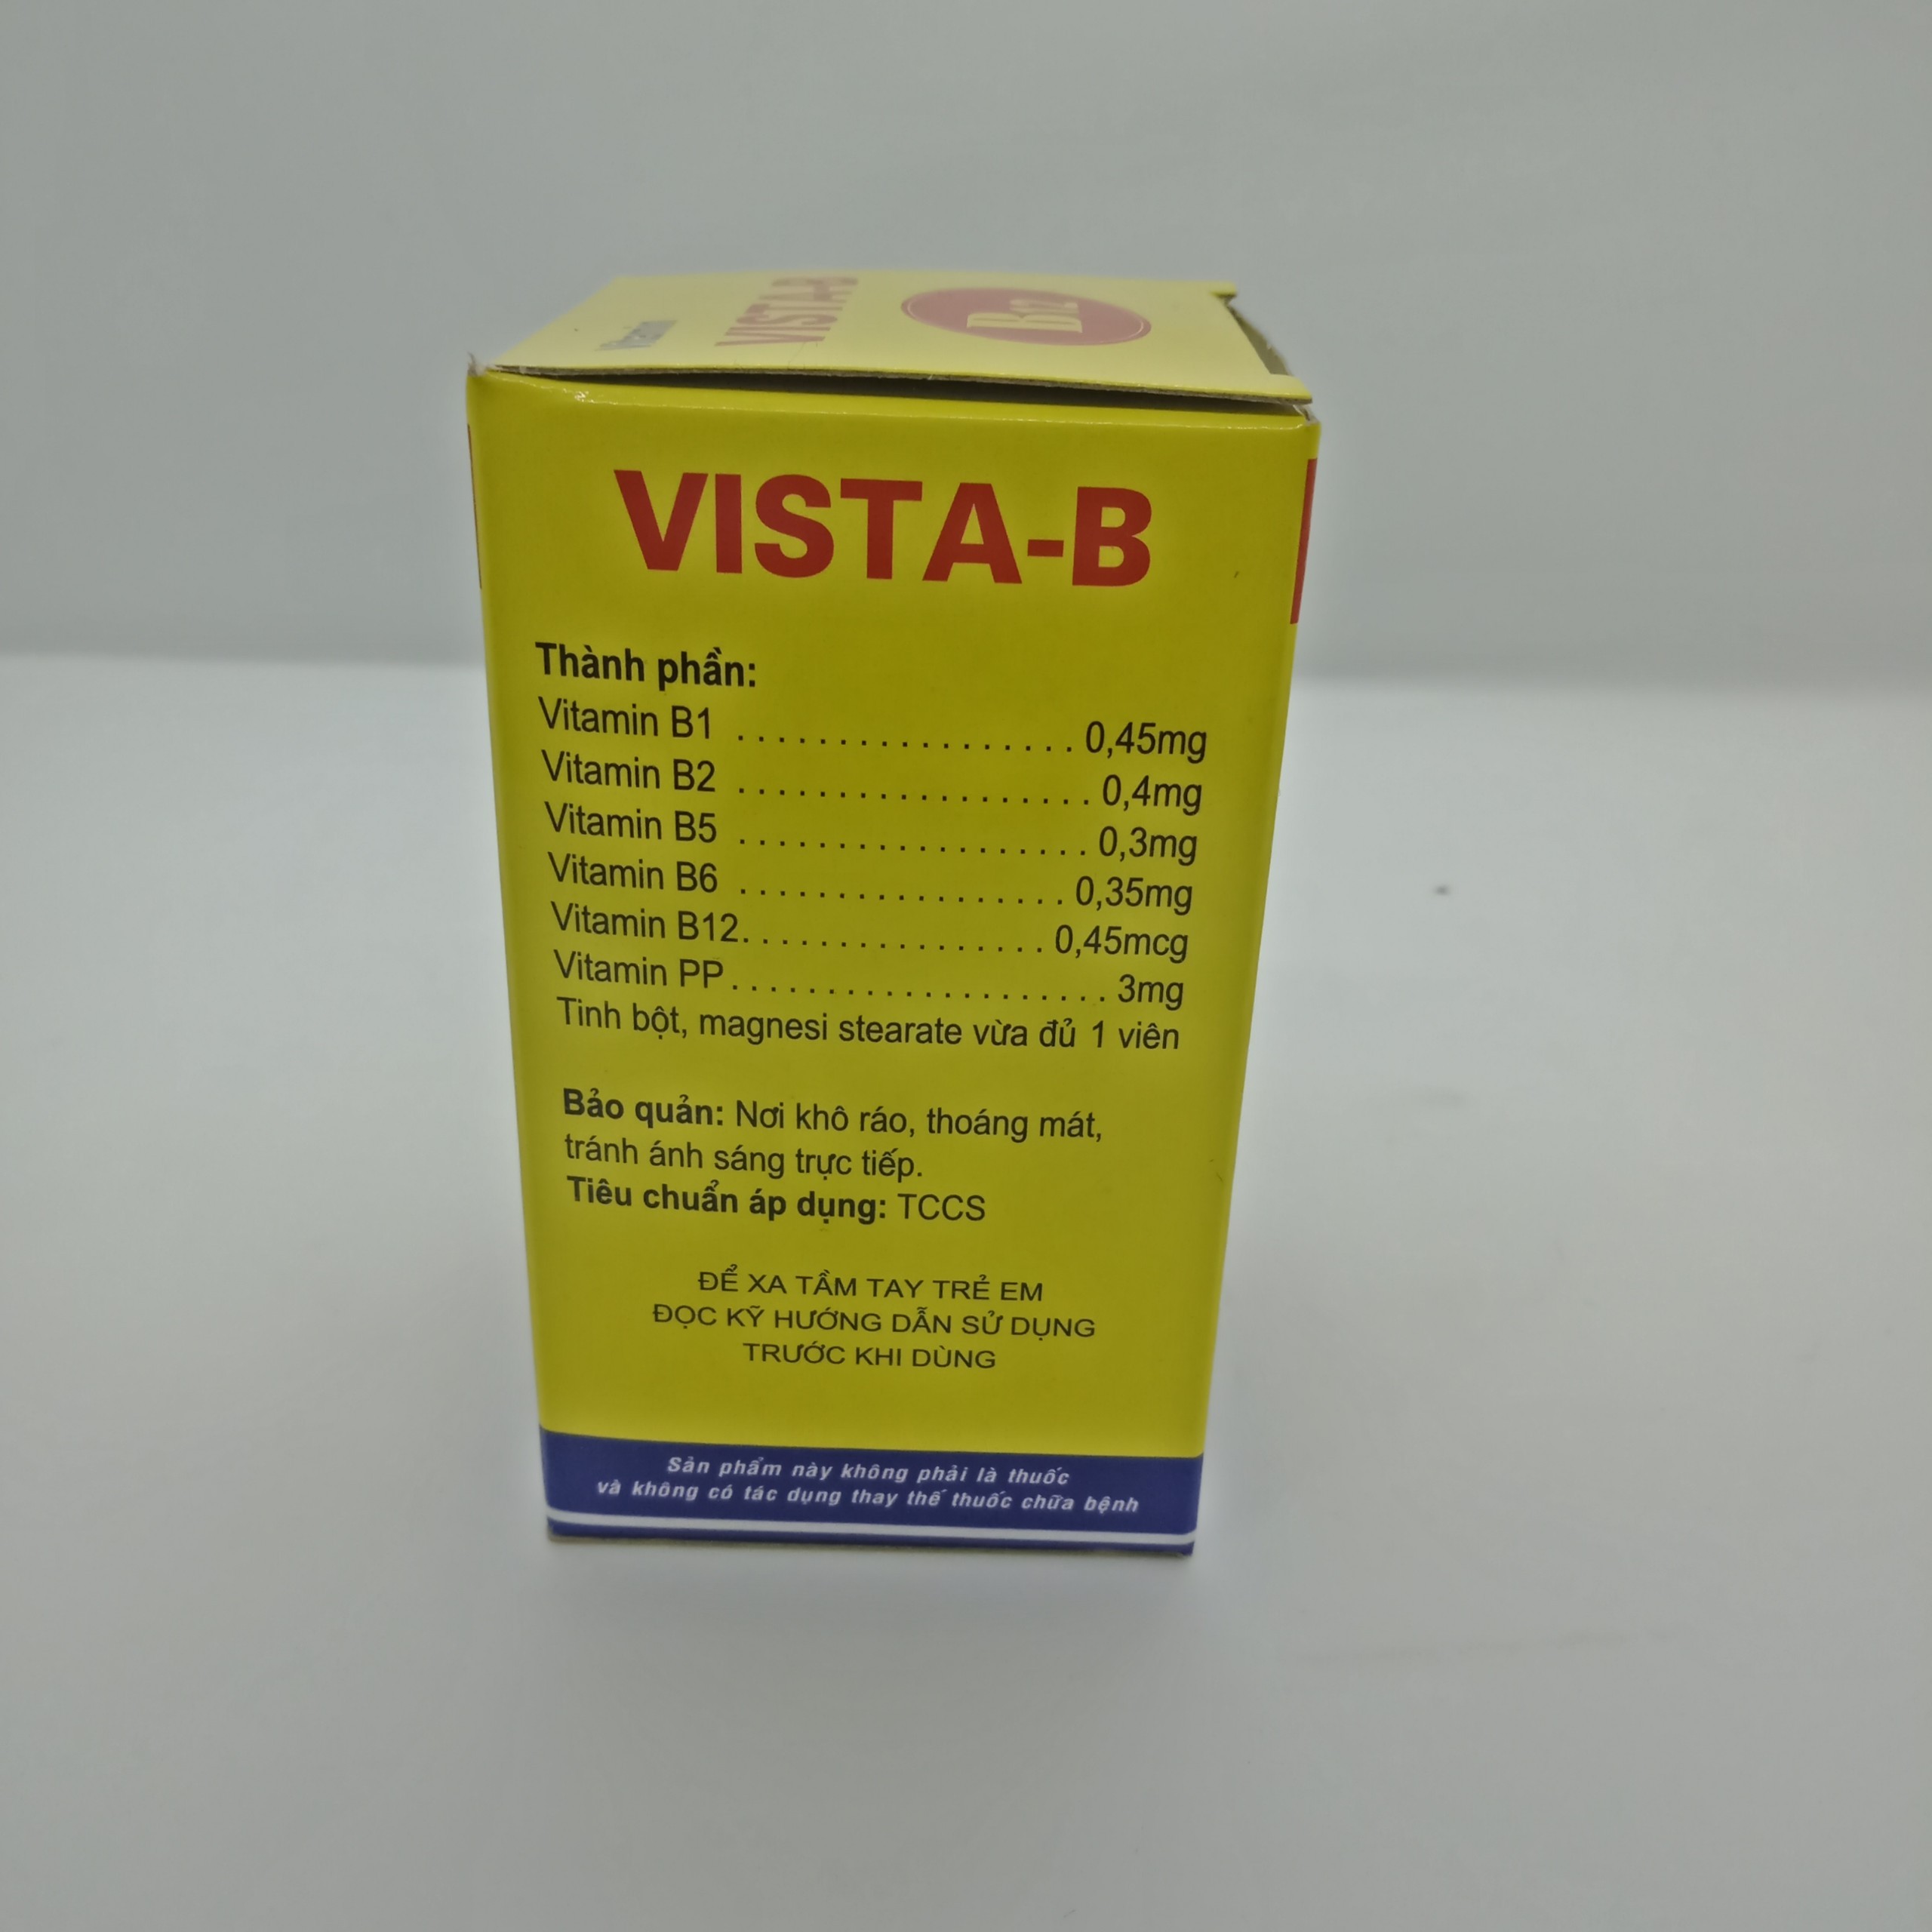 VISTA-B
B12
VISTA-B
Thành phần:
Vitamin B1 ................. 0,45mg
Vitamin B2 .................. 0,4mg
Vitamin B5 .................. 0,3mg
Vitamin B6 ................. 0,35mg
Vitamin B12................ 0,45mcg
Vitamin PP................... 3mg
Tinh bột, magnesi stearate vừa đủ 1 viên
Bảo quản: Nơi khô ráo, thoáng mát,
tránh ánh sáng trực tiếp.
Tiêu chuẩn áp dụng: TCCS
ĐỂ XA TẦM TAY TRẺ EM
ĐỌC KỸ HƯỚNG DẪN SỬ DỤNG
TRƯỚC KHI DÙNG
Sản phẩm này không phải là thuốc
và không có tác dụng thay thế thuốc chữa bệnh